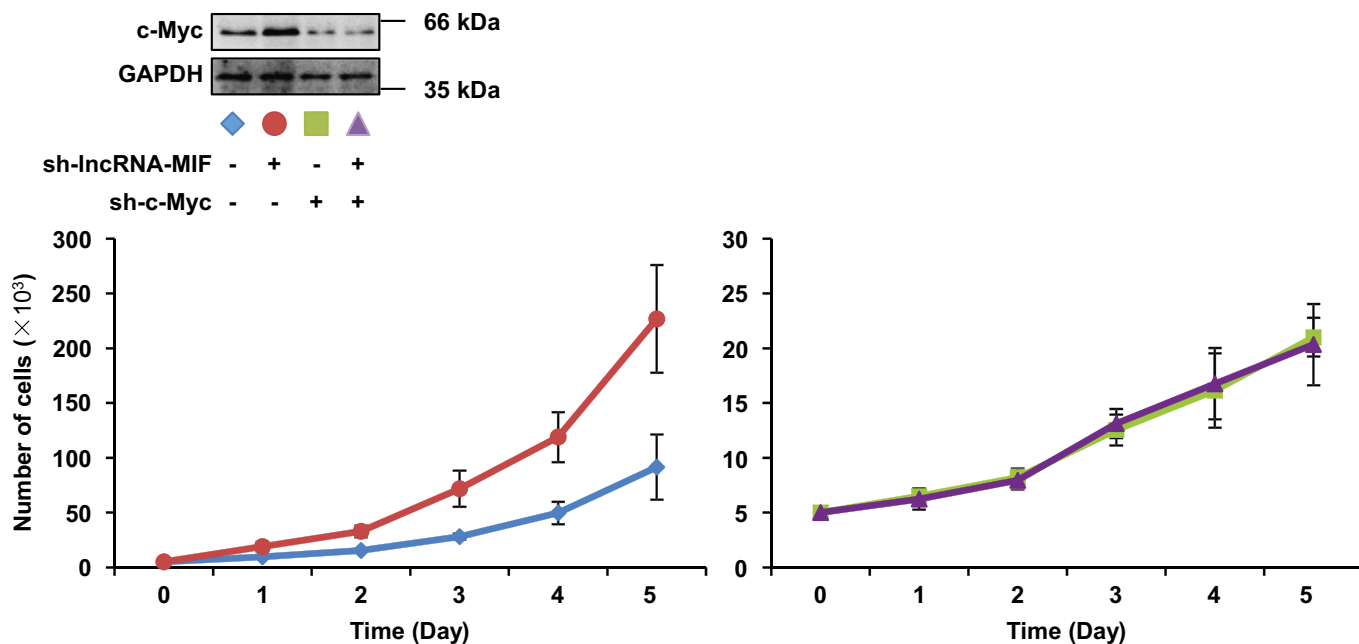 c-Myc
66 kDa
GAPDH
35 kDa
sh-lncRNA-MIF - + - +
sh-c-Myc - - + +
Number of cells (×10³)
300
250
200
150
100
50
0
0 1 2 3 4 5
Time (Day)
30
25
20
15
10
5
0
0 1 2 3 4 5
Time (Day)